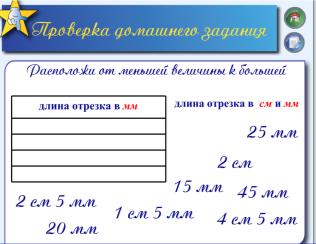 Проверка домашнего задания
Расположи от меньшей величины к большей
длина отрезка в мм
длина отрезка в см и мм
25 мм
2 см
15 мм
45 мм
2 см 5 мм
1 см 5 мм
4 см 5 мм
20 мм